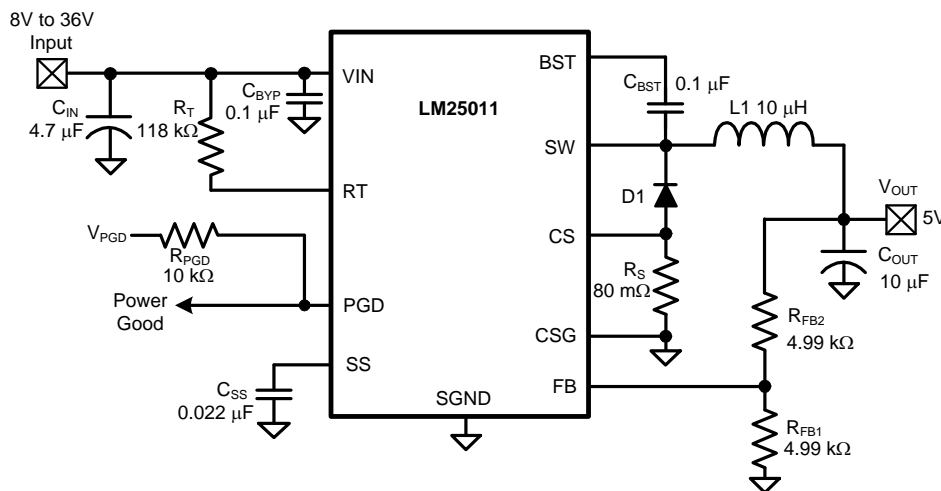 8V to 36V
Input
VIN
BST
C_BYP
0.1 μF
C_BST
0.1 μF
LM25011
L1 10 μH
C_IN
4.7 μF
R_T
118 kΩ
SW
RT
D1
V_OUT
5V
V_PGD
CS
R_PGD
10 kΩ
R_S
80 mΩ
C_OUT
10 μF
Power
Good
PGD
CSG
R_FB2
4.99 kΩ
SS
FB
C_SS
0.022 μF
SGND
R_FB1
4.99 kΩ